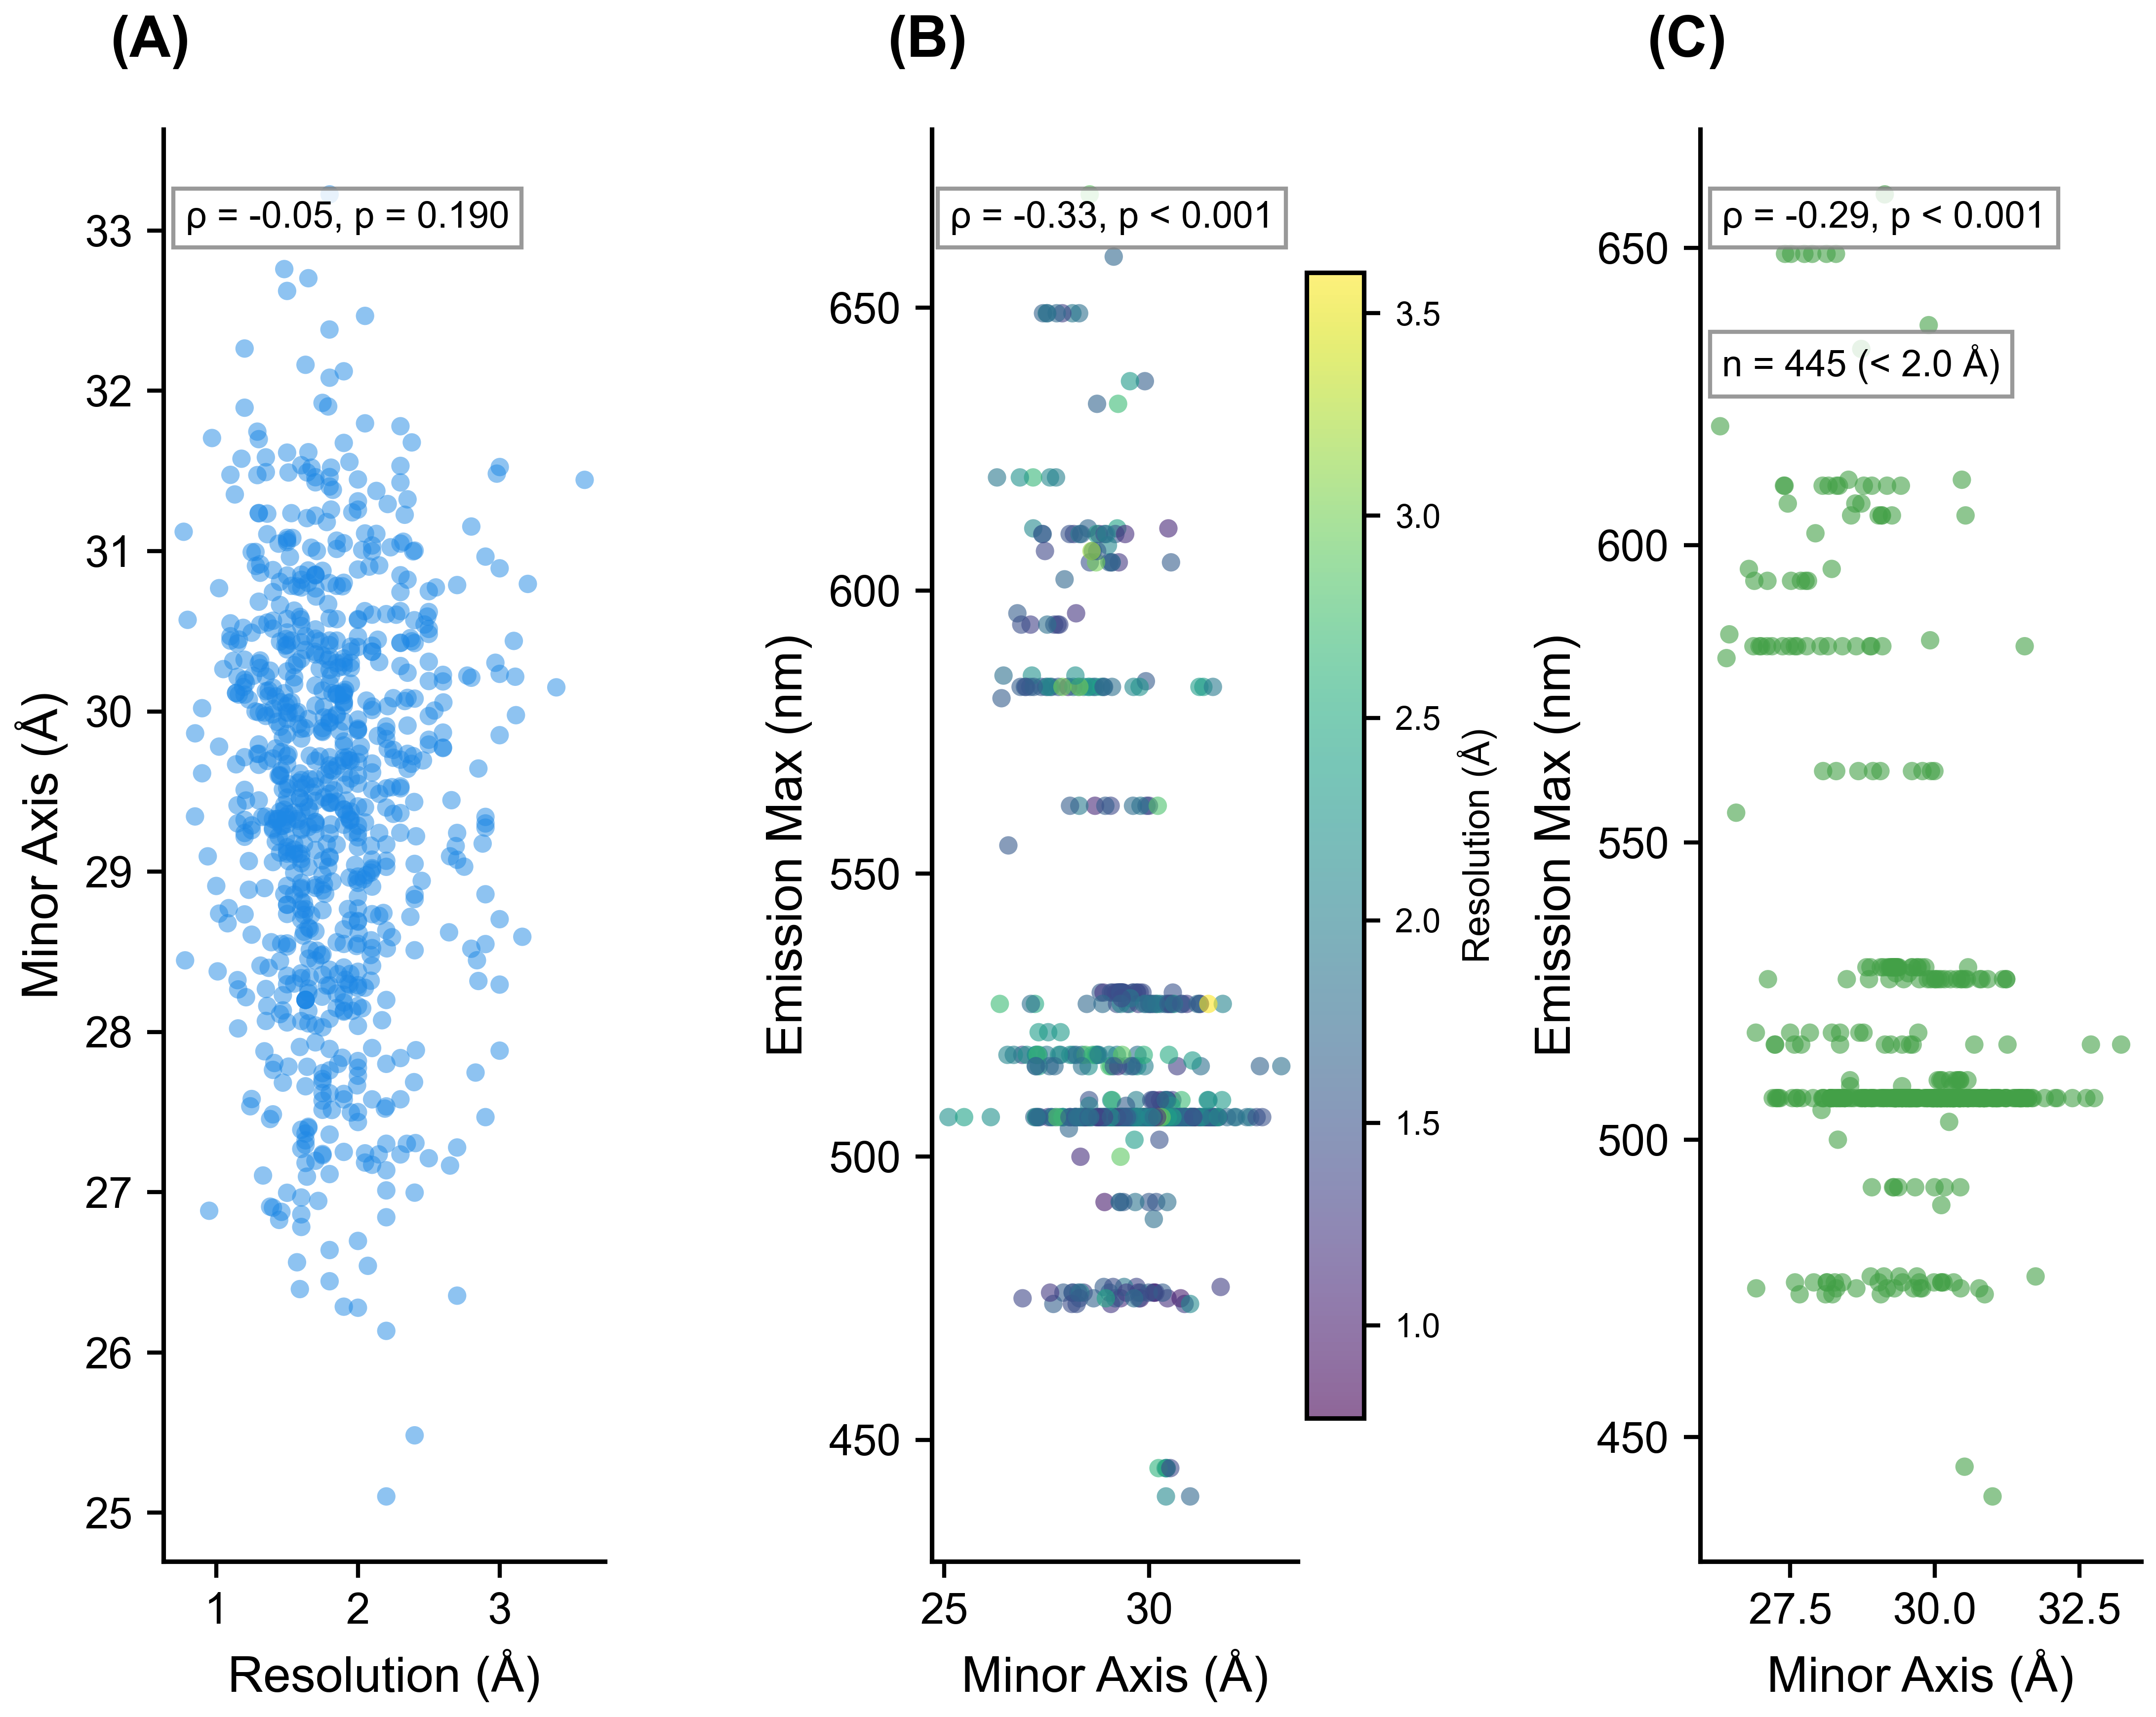 (A)
ρ = -0.05, p = 0.190
33
32
31
30
29
28
27
26
25
Minor Axis (Å)
1 2 3
Resolution (Å)
(B)
ρ = -0.33, p < 0.001
650
600
550
500
450
Emission Max (nm)
25 30
Minor Axis (Å)
3.5
3.0
2.5
2.0
1.5
1.0
Resolution (Å)
(C)
ρ = -0.29, p < 0.001
n = 445 (< 2.0 Å)
650
600
550
500
450
Emission Max (nm)
27.5 30.0 32.5
Minor Axis (Å)